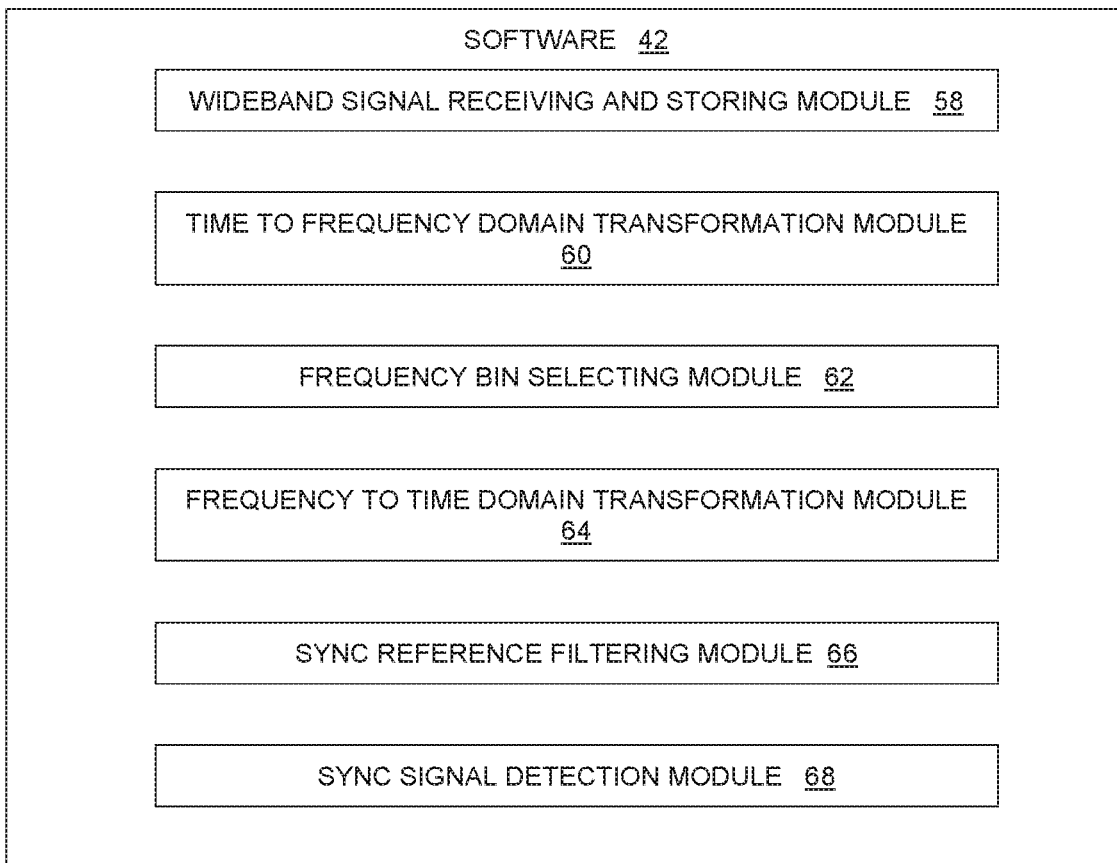 SOFTWARE 42
WIDEBAND SIGNAL RECEIVING AND STORING MODULE 58
TIME TO FREQUENCY DOMAIN TRANSFORMATION MODULE
60
FREQUENCY BIN SELECTING MODULE 62
FREQUENCY TO TIME DOMAIN TRANSFORMATION MODULE
64
SYNC REFERENCE FILTERING MODULE 66
SYNC SIGNAL DETECTION MODULE 68